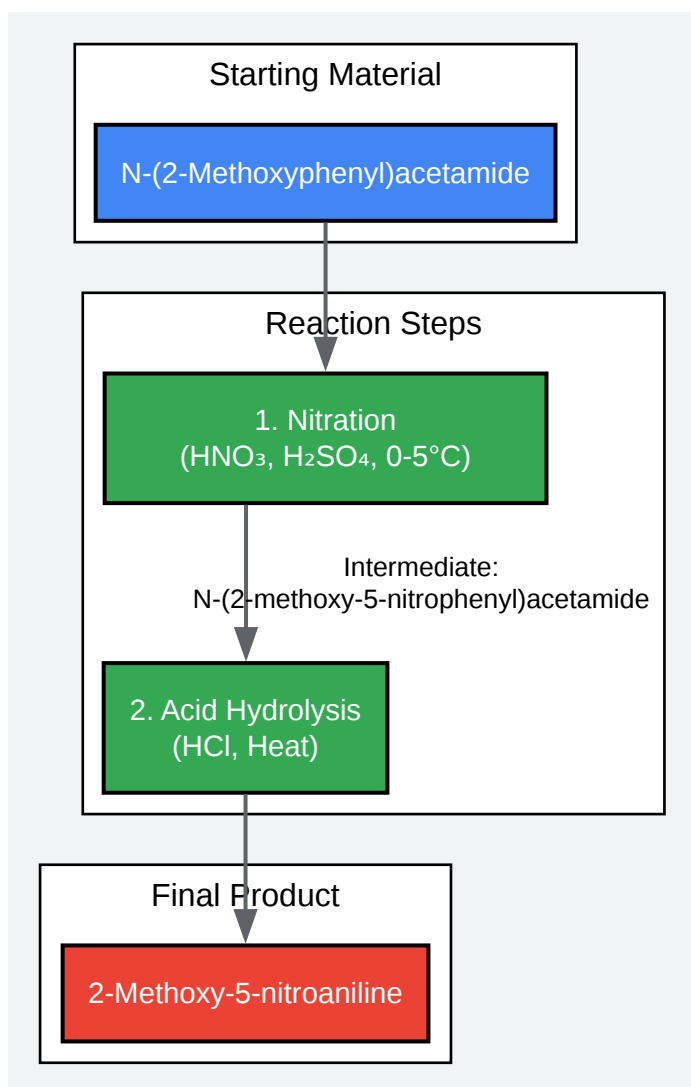 Starting Material
N-(2-Methoxyphenyl)acetamide
Reaction Steps
1. Nitration
(HNO₃, H₂SO₄, 0-5°C)
Intermediate:
N-(2-methoxy-5-nitrophenyl)acetamide
2. Acid Hydrolysis
(HCl, Heat)
Final Product
2-Methoxy-5-nitroaniline